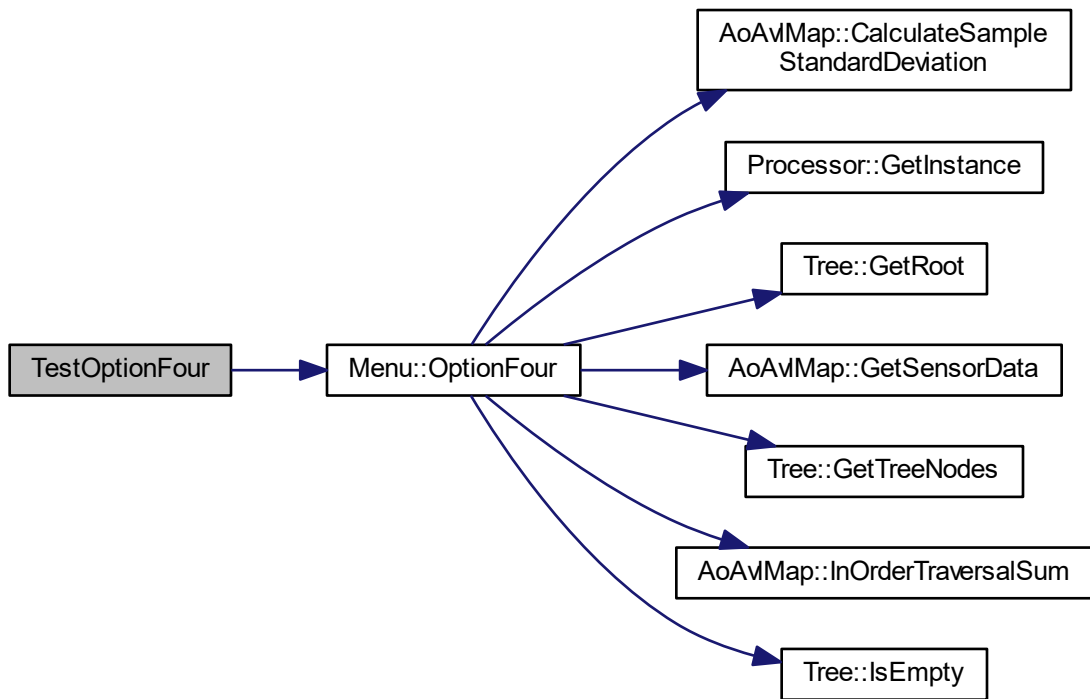 AoAvlMap::CalculateSample
StandardDeviation
Processor::GetInstance
Tree::GetRoot
TestOptionFour
Menu::OptionFour
AoAvlMap::GetSensorData
Tree::GetTreeNodes
AoAvlMap::InOrderTraversalSum
Tree::IsEmpty